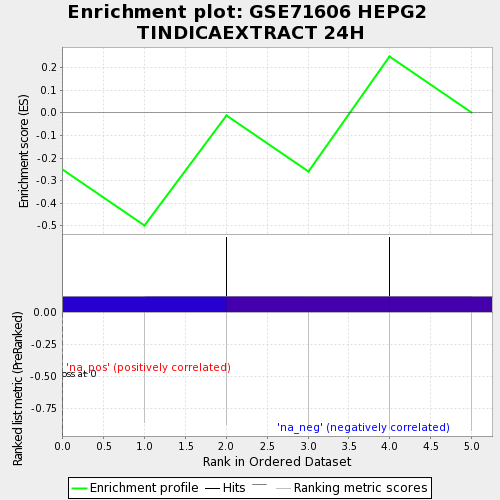 Enrichment plot: GSE71606 HEPG2
TINDICAEXTRACT 24H
Enrichment score (ES)
0.2
0.1
0.0
-0.1
-0.2
-0.3
-0.4
-0.5
Ranked list metric (PreRanked)
0.00
-0.25
-0.50
-0.75
'na_pos' (positively correlated)
oss at 0
'na_neg' (negatively correlated)
0.0 0.5 1.0 1.5 2.0 2.5 3.0 3.5 4.0 4.5 5.0
Rank in Ordered Dataset
Enrichment profile Hits Ranking metric scores